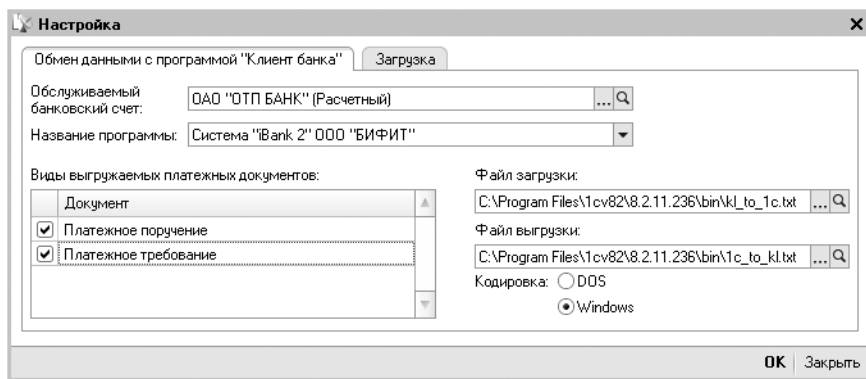 Настройка
Обмен данными с программой "Клиент банка"
Загрузка
Обслуживаемый
банковский счет:
ОАО "ОТП БАНК" (Расчетный)
...
Название программы:
Система "iBank 2" ООО "БИФИТ"
Виды выгружаемых платежных документов:
Документ
Платежное поручение
Платежное требование
Файл загрузки:
C:\Program Files\1cv82\8.2.11.236\bin\kl_to_1c.txt
...
Файл выгрузки:
C:\Program Files\1cv82\8.2.11.236\bin\1c_to_kl.txt
...
Кодировка:
DOS
Windows
OK
Закрыть